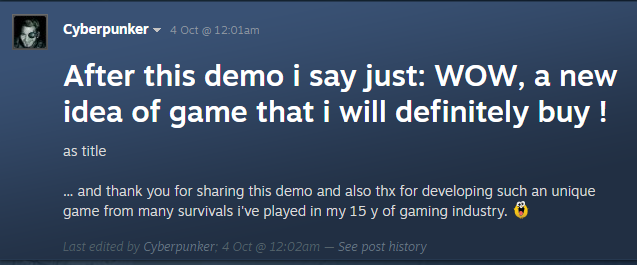 Cyberpunker 4 Oct @ 12:01am
After this demo i say just: WOW, a new
idea of game that i will definitely buy !
as title
... and thank you for sharing this demo and also thx for developing such an unique
game from many survivals i've played in my 15 y of gaming industry.
Last edited by Cyberpunker; 4 Oct @ 12:02am — See post history